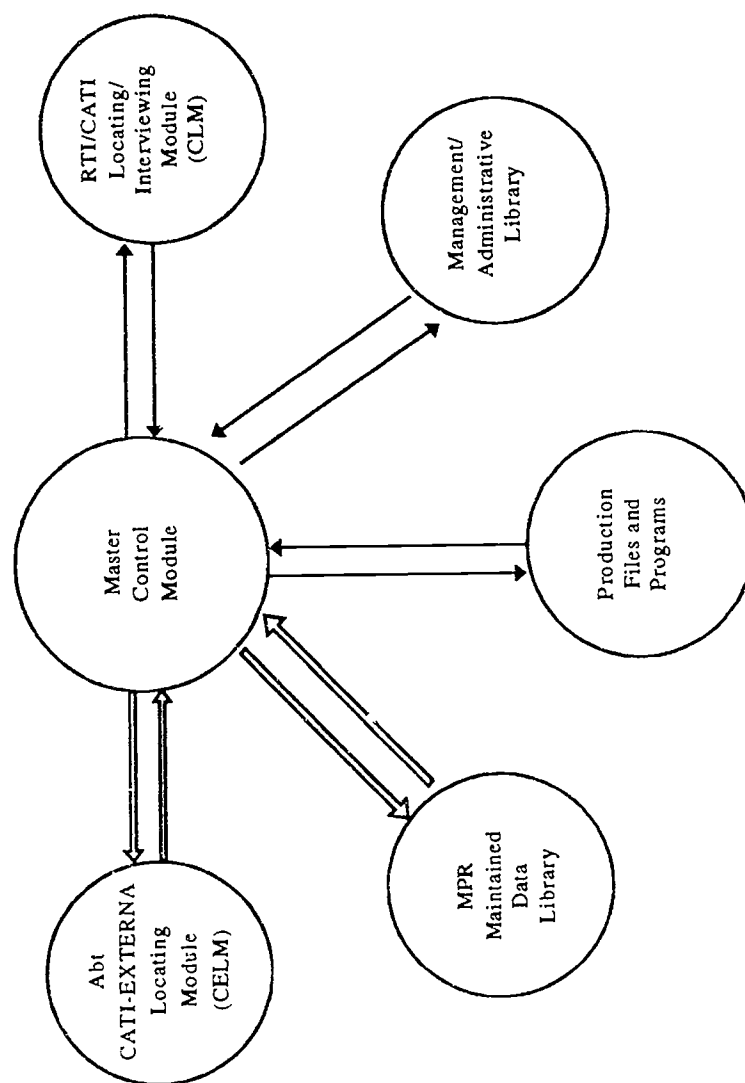 Abt
CATI-EXTERNA
Locating
Module
(CELM)
Master
Control
Module
RTI/CATI
Locating/
Interviewing
Module
(CLM)
MPR
Maintained
Data
Library
Production
Files and
Programs
Management/
Administrative
Library